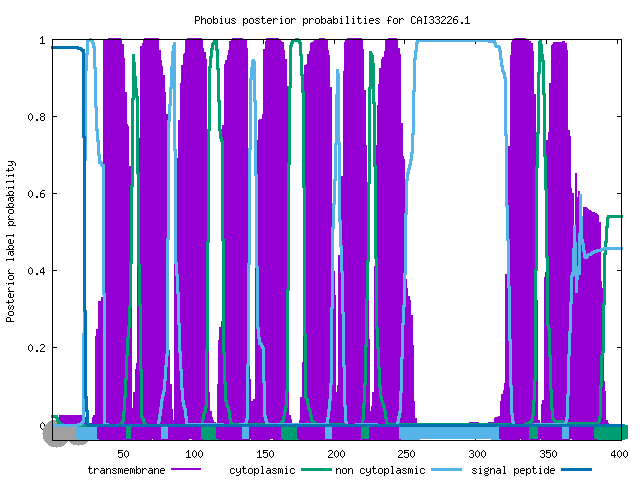 Phobius posterior probabilities for CAI33226.1
Posterior label probability
1
0.8
0.6
0.4
0.2
0
50 100 150 200 250 300 350 400
transmembrane cytoplasmic non cytoplasmic signal peptide